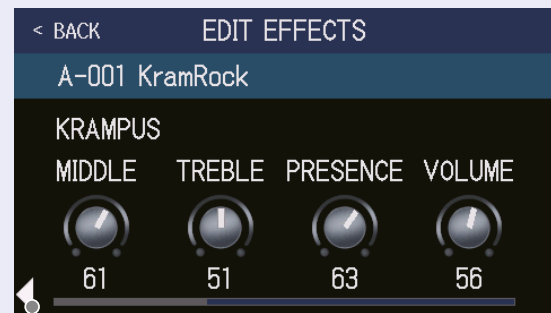 < BACK EDIT EFFECTS
A-001 KramRock
KRAMPUS
MIDDLE TREBLE PRESENCE VOLUME
61 51 63 56